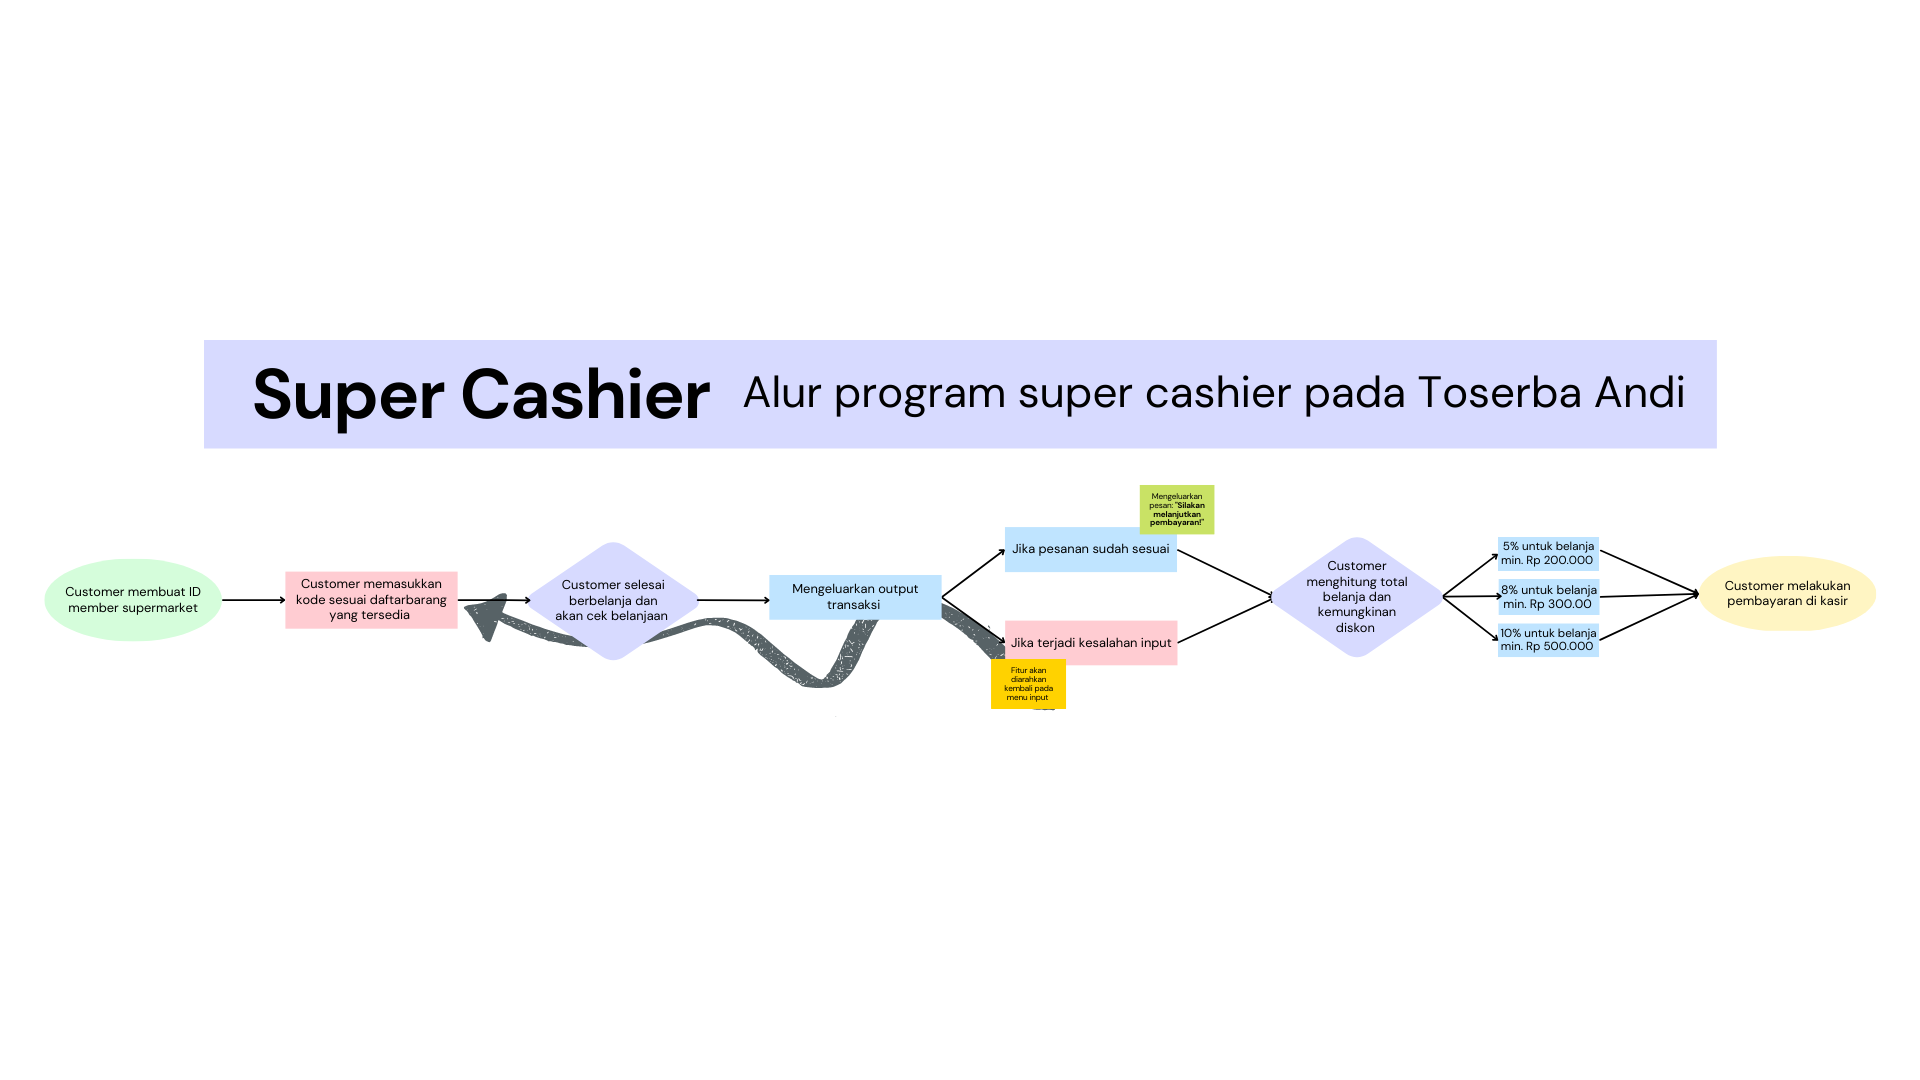 Super Cashier
Alur program super cashier pada Toserba Andi
Customer membuat ID
member supermarket
Customer memasukkan
kode sesuai daftarbarang
yang tersedia
Customer selesai
berbelanja dan
akan cek belanjaan
Mengeluarkan output
transaksi
Mengeluarkan
pesan: "Silakan
melanjutkan
pembayaran!"
Jika pesanan sudah sesuai
Jika terjadi kesalahan input
Fitur akan
diarahkan
kembali pada
menu input
Customer
menghitung total
belanja dan
kemungkinan
diskon
5% untuk belanja
min. Rp 200.000
8% untuk belanja
min. Rp 300.00
10% untuk belanja
min. Rp 500.000
Customer melakukan
pembayaran di kasir